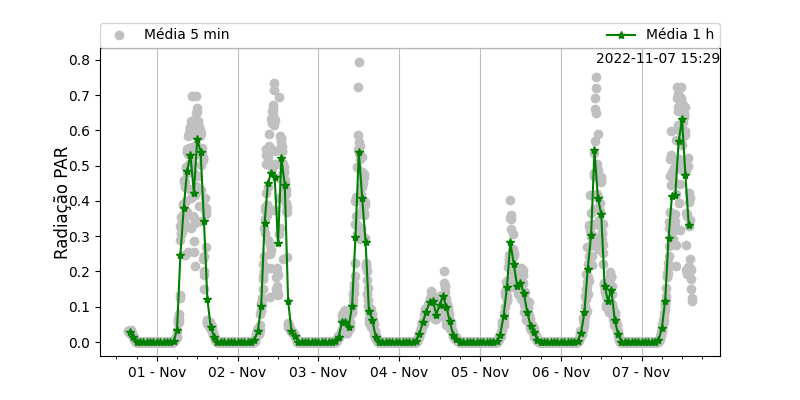 Média 5 min
Média 1 h
2022-11-07 15:29
Radiação PAR
0.8
0.7
0.6
0.5
0.4
0.3
0.2
0.1
0.0
01 - Nov
02 - Nov
03 - Nov
04 - Nov
05 - Nov
06 - Nov
07 - Nov